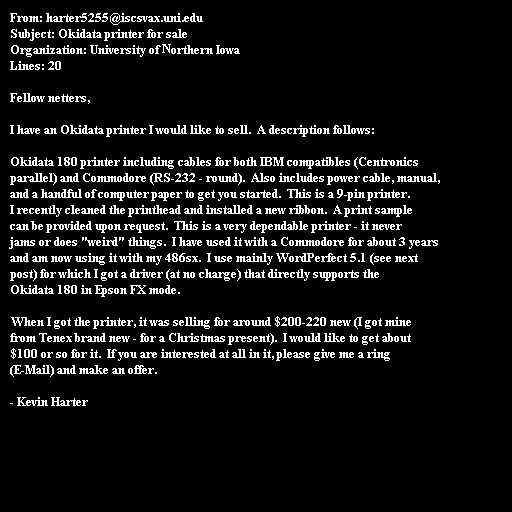 From: harter5255@iscsvax.uni.edu
Subject: Okidata printer for sale
Organization: University of Northern Iowa
Lines: 20

Fellow netters,

I have an Okidata printer I would like to sell.  A description follows:

Okidata 180 printer including cables for both IBM compatibles (Centronics
parallel) and Commodore (RS-232 - round).  Also includes power cable, manual,
and a handful of computer paper to get you started.  This is a 9-pin printer.
I recently cleaned the printhead and installed a new ribbon.  A print sample
can be provided upon request.  This is a very dependable printer - it never
jams or does "weird" things.  I have used it with a Commodore for about 3 years
and am now using it with my 486sx.  I use mainly WordPerfect 5.1 (see next
post) for which I got a driver (at no charge) that directly supports the
Okidata 180 in Epson FX mode.

When I got the printer, it was selling for around $200-220 new (I got mine
from Tenex brand new - for a Christmas present).  I would like to get about
$100 or so for it.  If you are interested at all in it, please give me a ring
(E-Mail) and make an offer.

- Kevin Harter